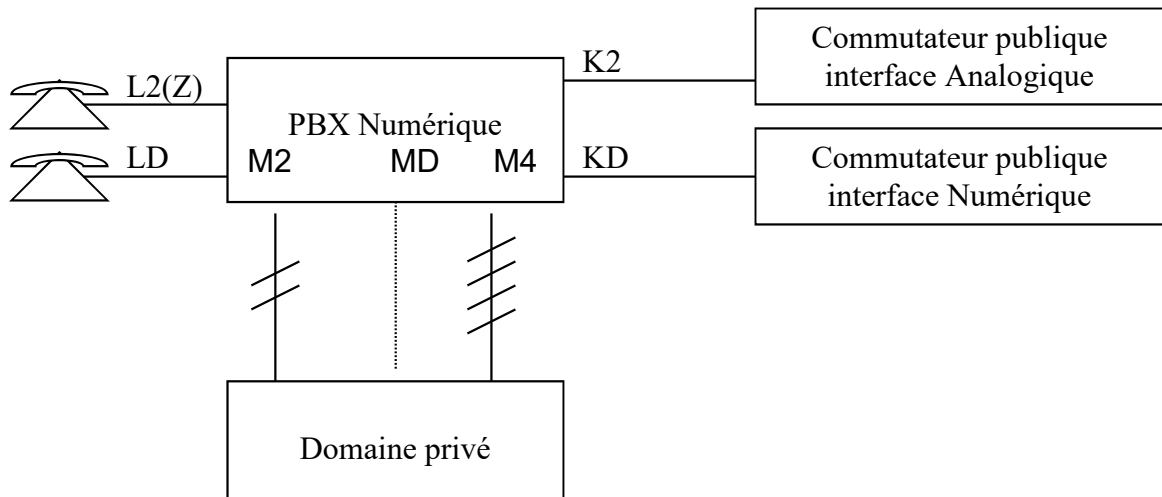 Commutateur publique
interface Analogique
K2
L2(Z)
PBX Numérique
LD
M2 MD M4
KD
Commutateur publique
interface Numérique
Domaine privé